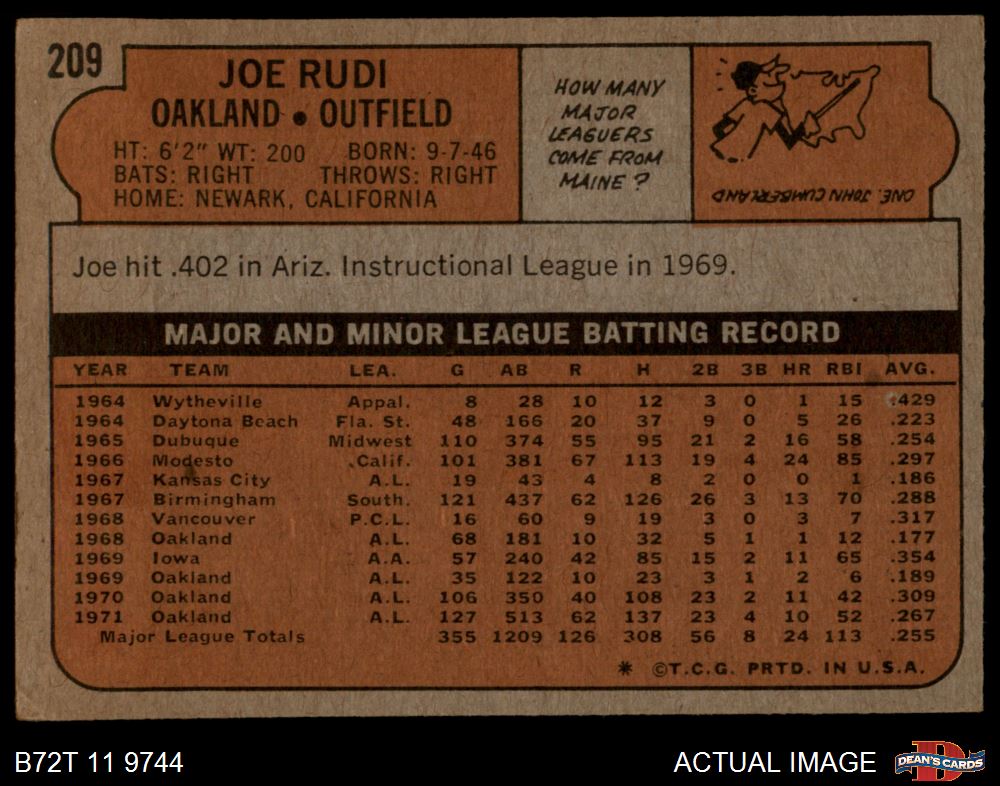 209
JOE RUDI
OAKLAND • OUTFIELD
HT: 6'2" WT: 200 BORN: 9-7-46
BATS: RIGHT THROWS: RIGHT
HOME: NEWARK, CALIFORNIA
HOW MANY
MAJOR
LEAGUERS
COME FROM
MAINE ?
ONE. JOHN CUMBERLAND
Joe hit .402 in Ariz. Instructional League in 1969.
MAJOR AND MINOR LEAGUE BATTING RECORD
YEAR TEAM LEA. G AB R H 2B 3B HR RBI AVG.
1964 Wytheville Appal. 8 28 10 12 3 0 1 15 .429
1964 Daytona Beach Fla. St. 48 166 20 37 9 0 5 26 .223
1965 Dubuque Midwest 110 374 55 95 21 2 16 58 .254
1966 Modesto Calif. 101 381 67 113 19 4 24 85 .297
1967 Kansas City A.L. 19 43 4 8 2 0 0 1 .186
1967 Birmingham South. 121 437 62 126 26 3 13 70 .288
1968 Vancouver P.C.L. 16 60 9 19 3 0 3 7 .317
1968 Oakland A.L. 68 181 10 32 5 1 1 12 .177
1969 Iowa A.A. 57 240 42 85 15 2 11 65 .354
1969 Oakland A.L. 35 122 10 23 3 1 2 6 .189
1970 Oakland A.L. 106 350 40 108 23 2 11 42 .309
1971 Oakland A.L. 127 513 62 137 23 4 10 52 .267
Major League Totals 355 1209 126 308 56 8 24 113 .255
* ©T.C.G. PRTD. IN U.S.A.
B72T 11 9744
ACTUAL IMAGE
D
DEAN'S CARDS